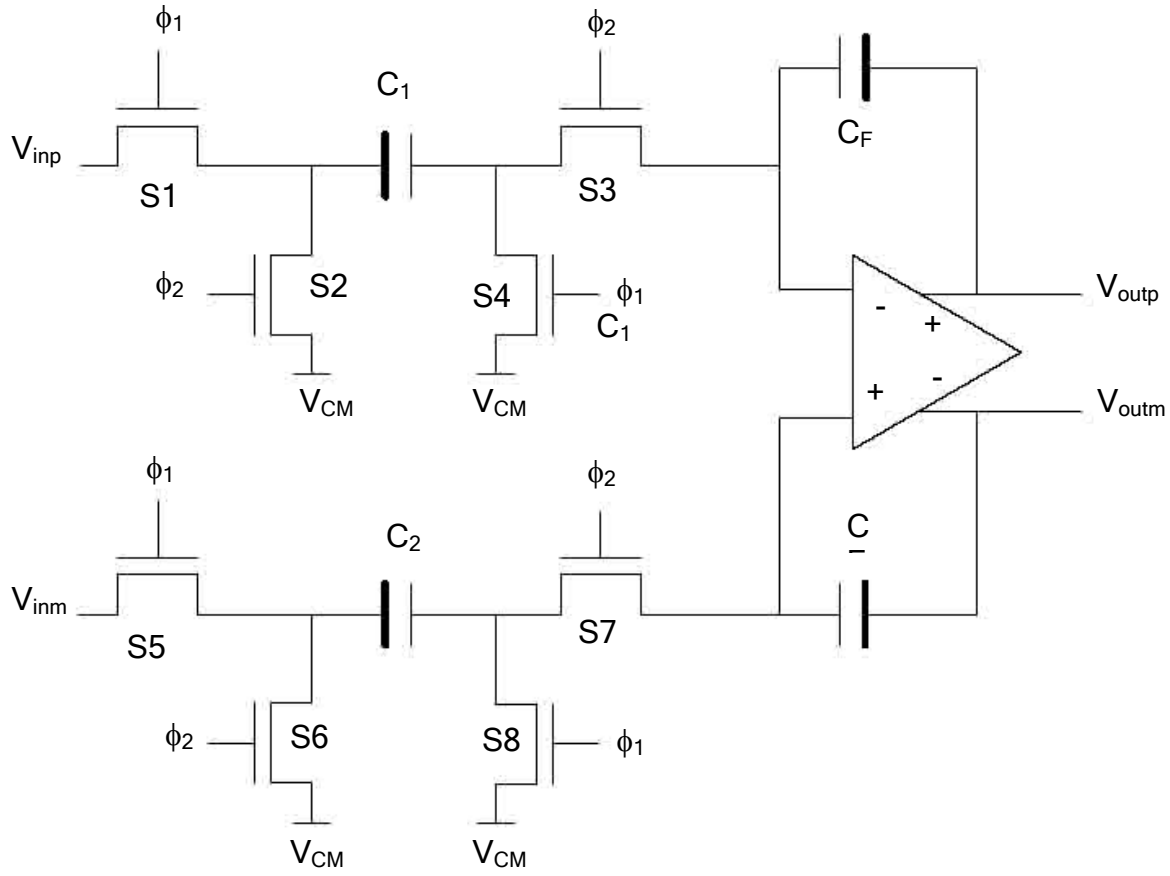 ϕ1
ϕ2
C1
CF
Vinp
S1
S3
ϕ2
S2
S4
ϕ1
C1
VCM
VCM
-
+
+
-
Voutp
Voutm
ϕ1
ϕ2
C2
C
Vinm
S5
S7
ϕ2
S6
S8
ϕ1
VCM
VCM